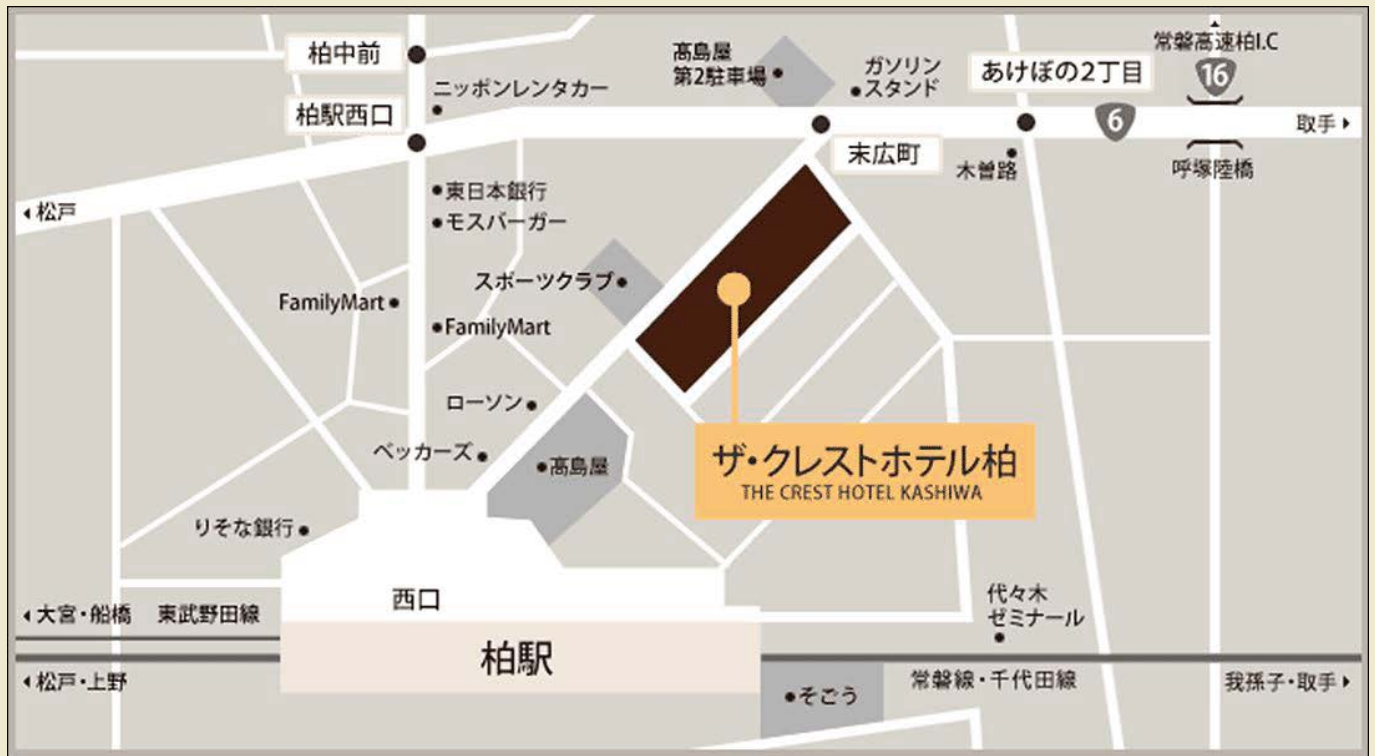 常磐高速柏I.C
柏中前
髙島屋
第2駐車場
ガソリン
スタンド
あけぼの2丁目
16
ニッポンレンタカー
柏駅西口
6
取手
末広町
木曽路
呼塚陸橋
東日本銀行
松戸
モスバーガー
スポーツクラブ
FamilyMart
FamilyMart
ローソン
ベッカーズ
髙島屋
ザ・クレストホテル柏
THE CREST HOTEL KASHIWA
りそな銀行
西口
代々木
ゼミナール
大宮・船橋 東武野田線
柏駅
松戸・上野
そごう
常磐線・千代田線
我孫子・取手